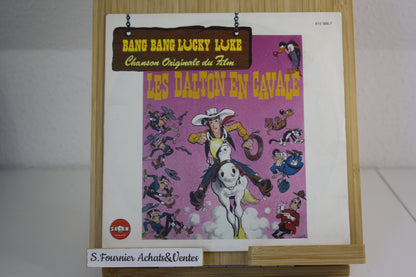 BANG BANG LUCKY LUKE
Chanson Originale du Film
LES DALTON EN CAVALE
S.Fournier Achats&Ventes